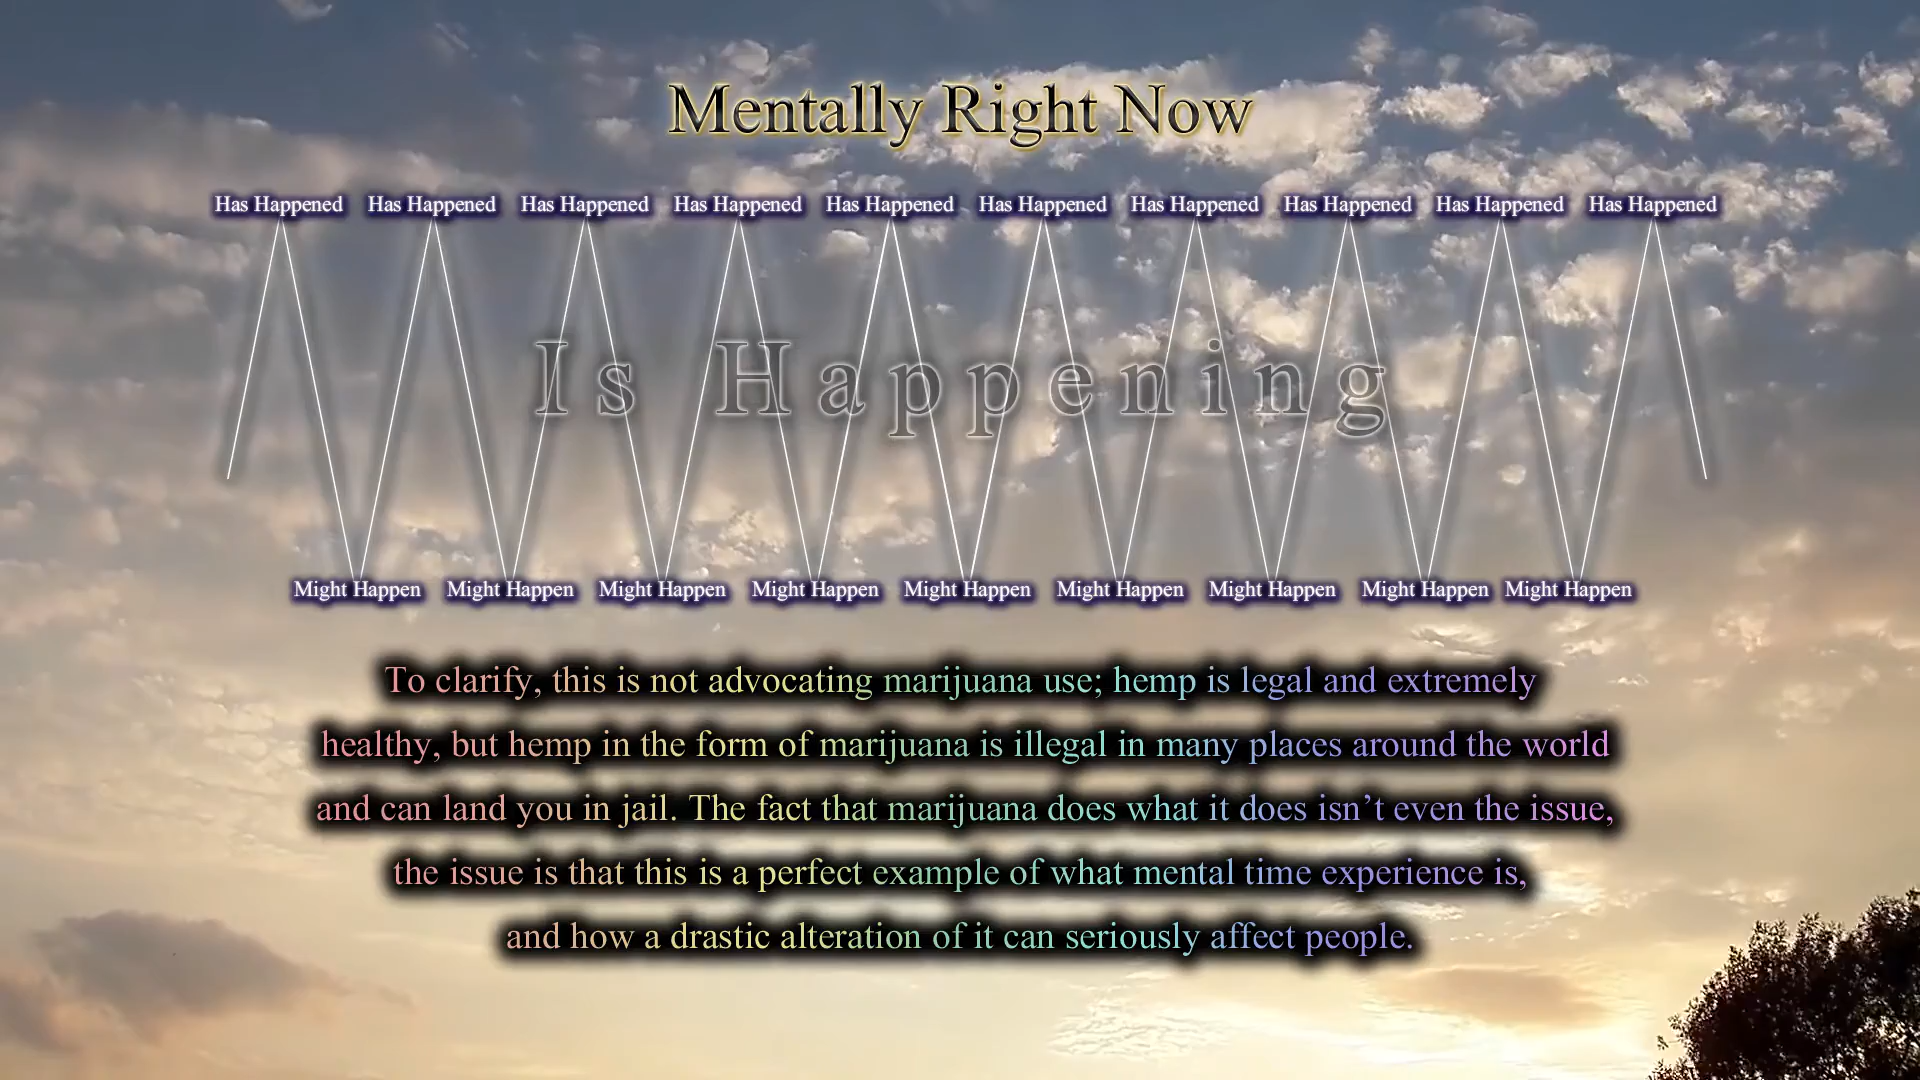 Mentally Right Now
Has Happened Has Happened Has Happened Has Happened Has Happened Has Happened Has Happened Has Happened Has Happened Has Happened
Is Happening
Might Happen Might Happen Might Happen Might Happen Might Happen Might Happen Might Happen Might Happen Might Happen
To clarify, this is not advocating marijuana use; hemp is legal and extremely
healthy, but hemp in the form of marijuana is illegal in many places around the world
and can land you in jail. The fact that marijuana does what it does isn’t even the issue,
the issue is that this is a perfect example of what mental time experience is,
and how a drastic alteration of it can seriously affect people.